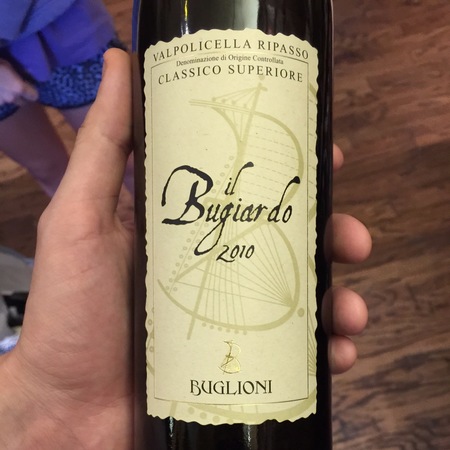 VALPOLICELLA RIPASSO
Denominazione di Origine Controllata
CLASSICO SUPERIORE
il
Bugiardo
2010
BUGLIONI